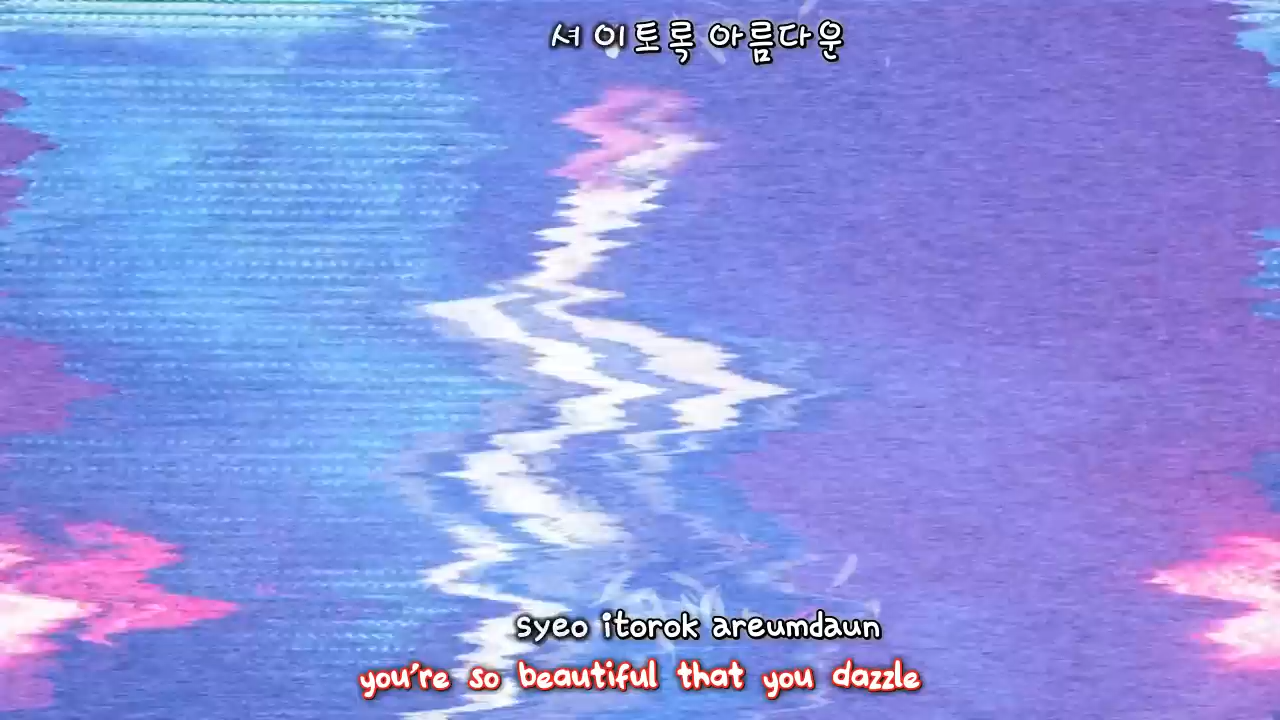 셔 이토록 아름다운
syeo itorok areumdaun
you're so beautiful that you dazzle